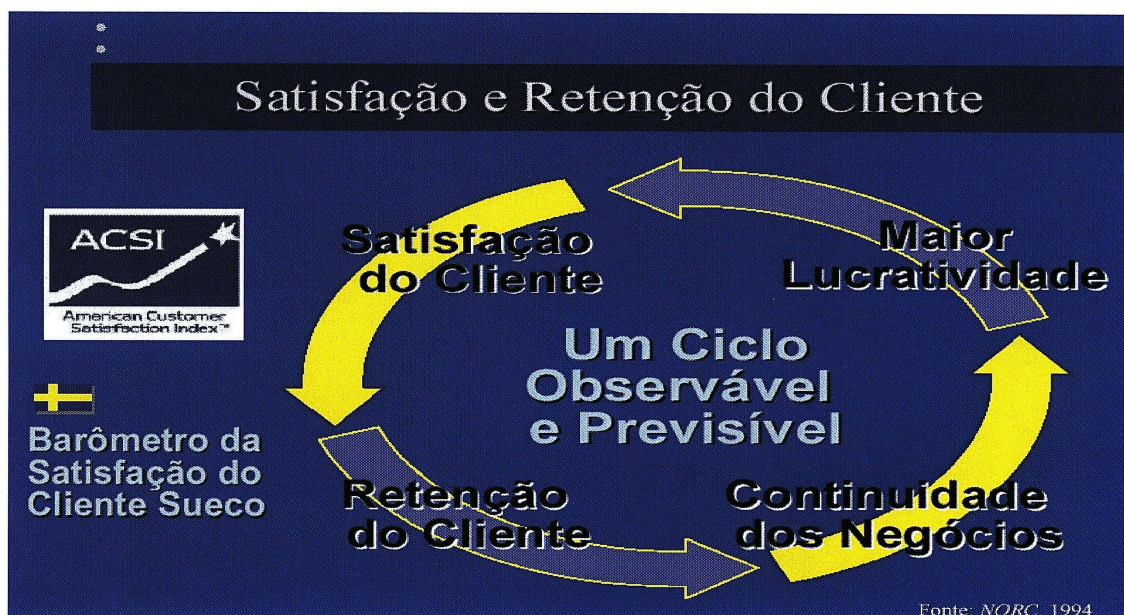 Satisfação e Retenção do Cliente
ACSI
American Customer
Satisfaction Index™
Satisfação
do Cliente
Maior
Lucratividade
Um Ciclo
Observável
e Previsível
Barômetro da
Satisfação do
Cliente Sueco
Retenção
do Cliente
Continuidade
dos Negócios
Fonte: NORC, 1994